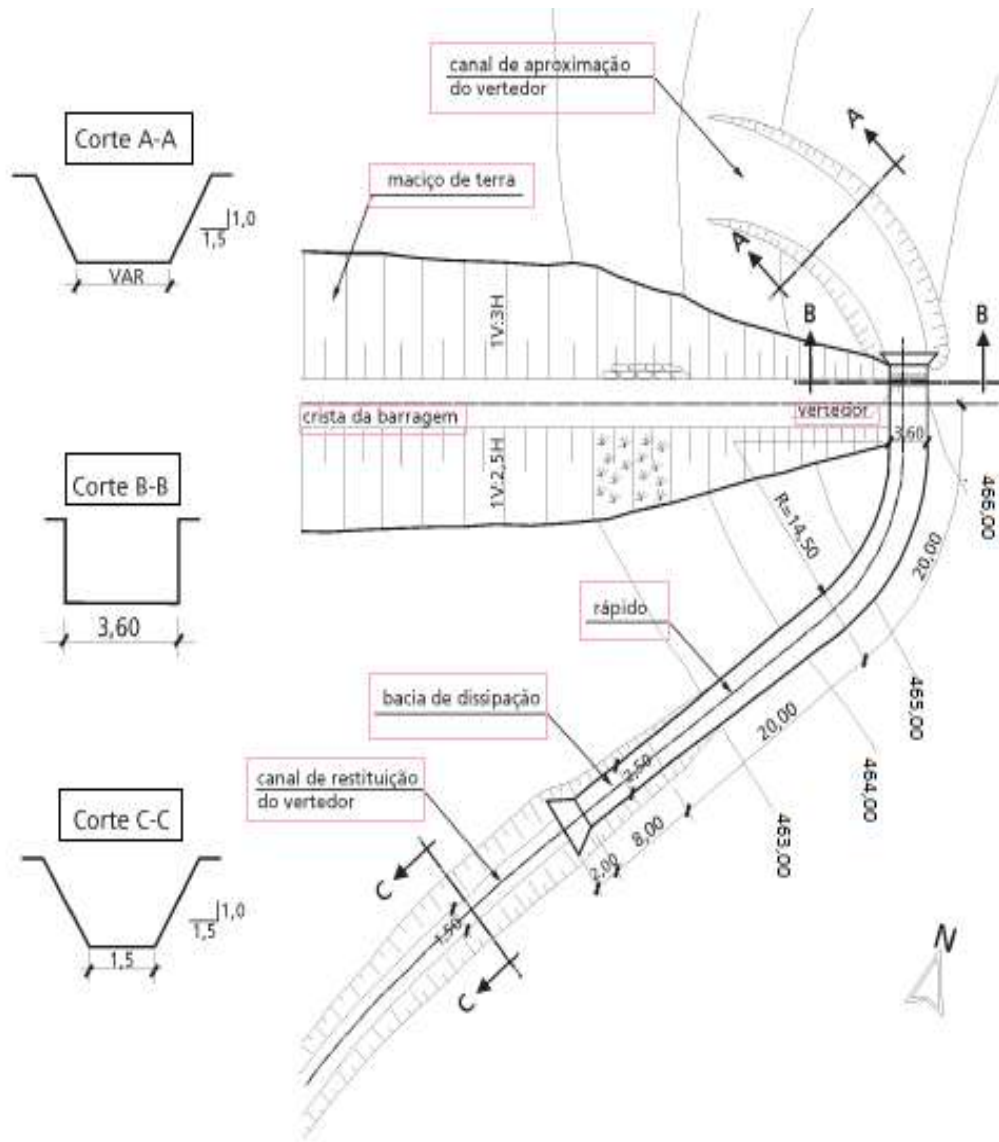 canal de aproximação
do vertedor
A
Corte A-A
1,0
1,5
VAR
maciço de terra
A
B
B
1V:3H
crista da barragem
vertedor
3,60
1V:2,5H
R=14,50
466,00
20,00
Corte B-B
3,60
rápido
465,00
bacia de dissipação
20,00
464,00
2,50
canal de restituição
do vertedor
463,00
8,00
2,00
Corte C-C
1,0
1,5
1,5
C
1,50
C
N